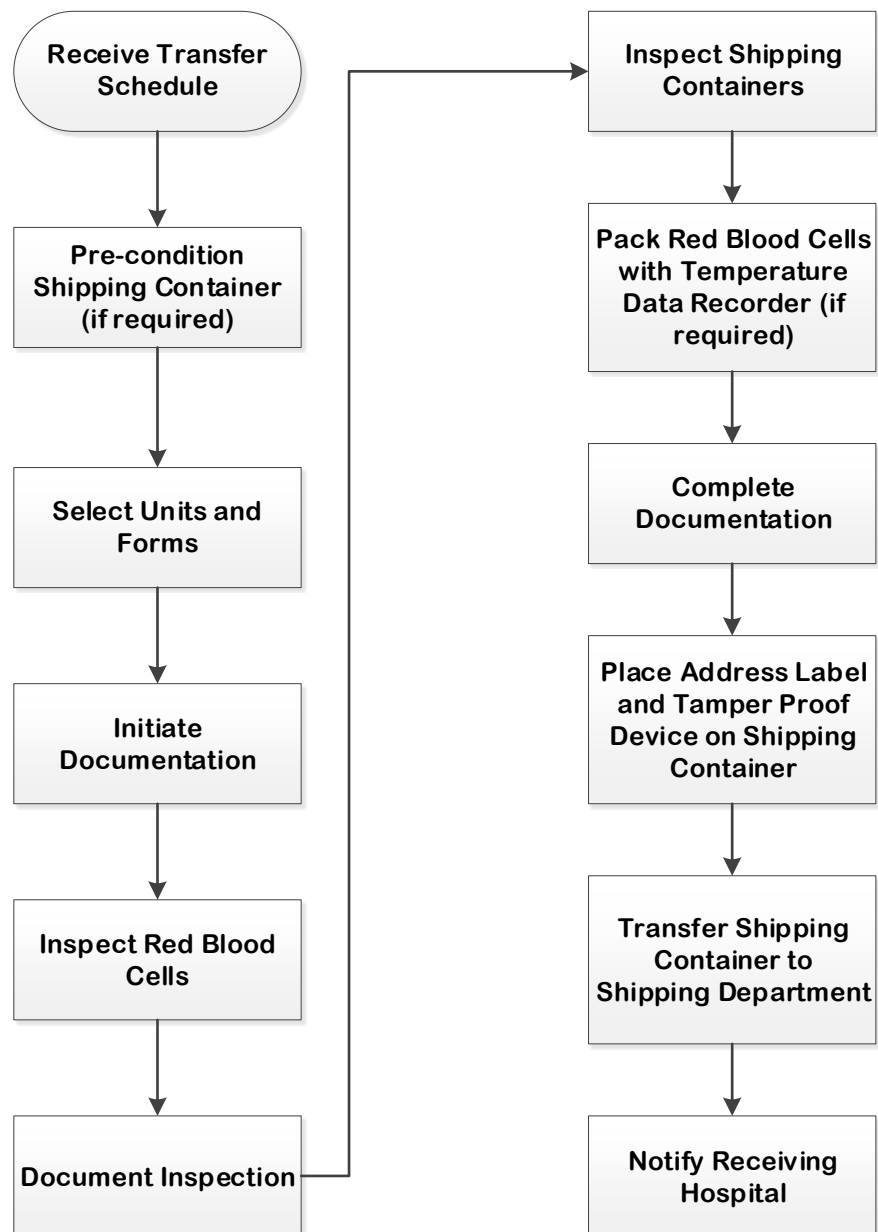 Receive Transfer
Schedule
Pre-condition
Shipping Container
(if required)
Select Units and
Forms
Initiate
Documentation
Inspect Red Blood
Cells
Document Inspection
Inspect Shipping
Containers
Pack Red Blood Cells
with Temperature
Data Recorder (if
required)
Complete
Documentation
Place Address Label
and Tamper Proof
Device on Shipping
Container
Transfer Shipping
Container to
Shipping Department
Notify Receiving
Hospital